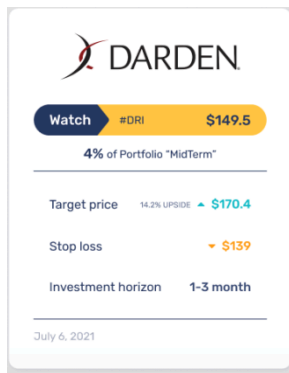 DARDEN
Watch #DRI $149.5
4% of Portfolio "MidTerm"
Target price 14.2% UPSIDE ▲ $170.4
Stop loss ▼ $139
Investment horizon 1-3 month
July 6, 2021